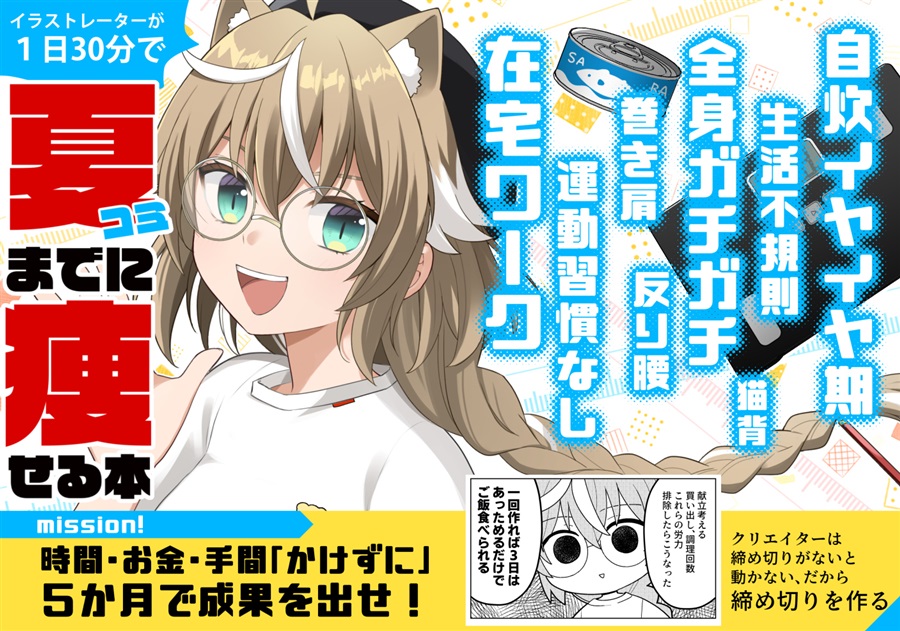 イラストレーターが
1日30分で
夏コミ
までに
痩
せる本
自炊イヤイヤ期
生活不規則
猫背
全身ガチガチ
反り腰
巻き肩
運動習慣なし
在宅ワーク
SA
BA
mission!
時間・お金・手間「かけずに」
5か月で成果を出せ!
献立考える
買い出し、調理回数
これらの労力
排除したらこうなった
一回作れば3日は
あっためるだけで
ご飯食べられる
クリエイターは
締め切りがないと
動かない、だから
締め切りを作る